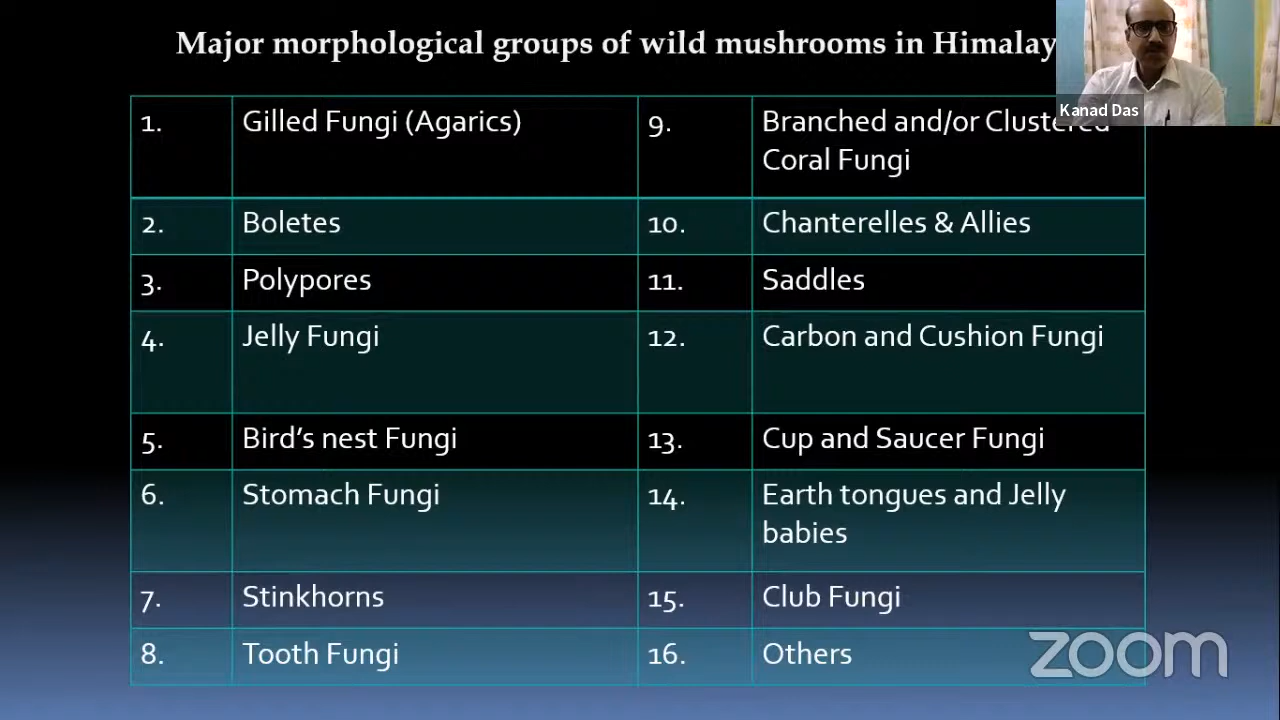 Major morphological groups of wild mushrooms in Himalay
Kanad Das
1. Gilled Fungi (Agarics) 9. Branched and/or Clustered
Coral Fungi
2. Boletes 10. Chanterelles & Allies
3. Polypores 11. Saddles
4. Jelly Fungi 12. Carbon and Cushion Fungi
5. Bird's nest Fungi 13. Cup and Saucer Fungi
6. Stomach Fungi 14. Earth tongues and Jelly
babies
7. Stinkhorns 15. Club Fungi
8. Tooth Fungi 16. Others
zoom